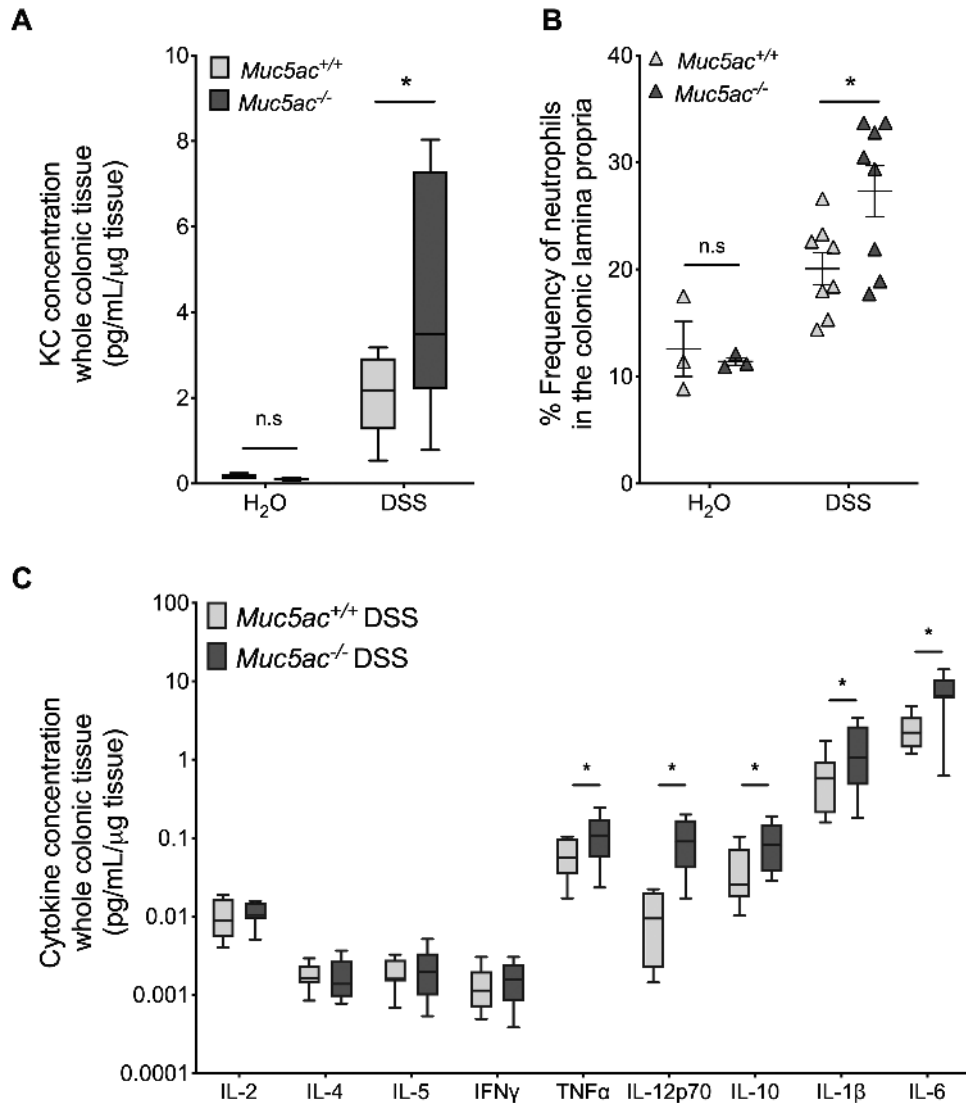 A
KC concentration
whole colonic tissue
(pg/mL/μg tissue)
10
8
6
4
2
0
Muc5ac+/+
Muc5ac-/-
*
n.s
H2O
DSS
B
% Frequency of neutrophils
in the colonic lamina propria
40
30
20
10
0
Muc5ac+/+
Muc5ac-/-
*
n.s
H2O
DSS
C
Cytokine concentration
whole colonic tissue
(pg/mL/μg tissue)
100
10
1
0.1
0.01
0.001
0.0001
Muc5ac+/+ DSS
Muc5ac-/- DSS
*
*
*
*
*
IL-2
IL-4
IL-5
IFNγ
TNFα
IL-12p70
IL-10
IL-1β
IL-6